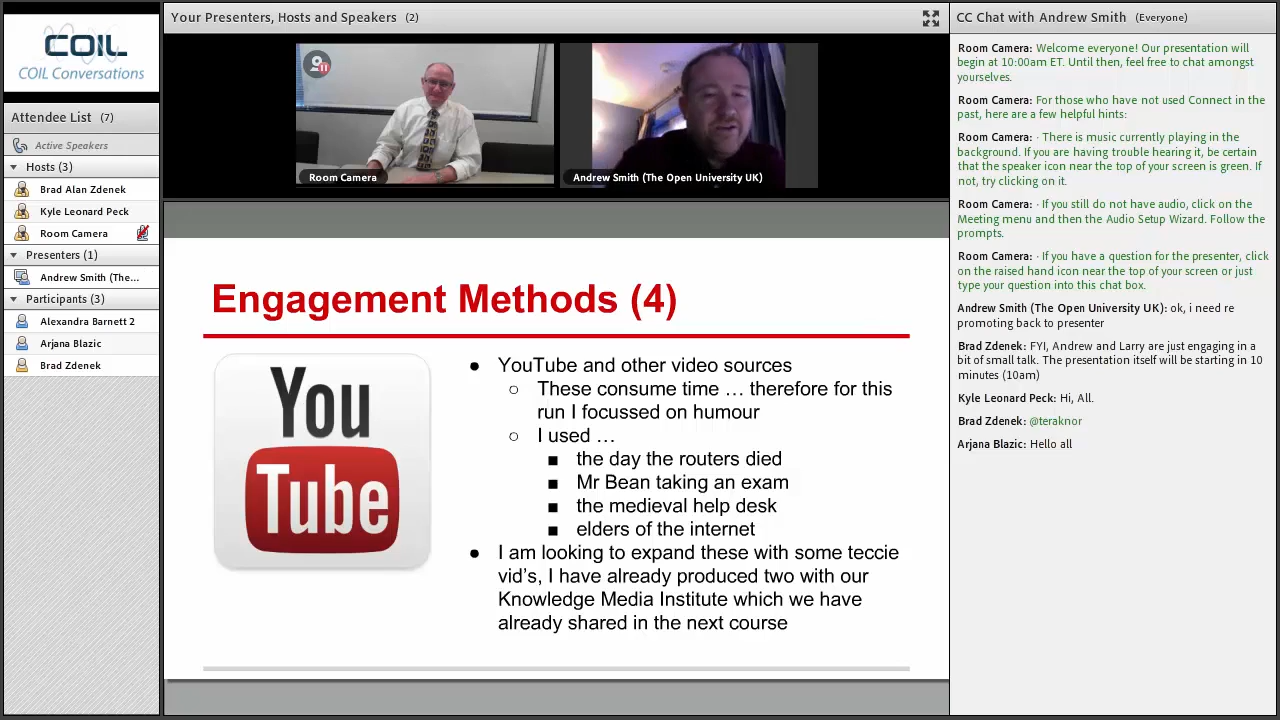 COIL
COIL Conversations
Attendee List (7)
Active Speakers
Hosts (3)
Brad Alan Zdenek
Kyle Leonard Peck
Room Camera
Presenters (1)
Andrew Smith (The...
Participants (3)
Alexandra Barnett 2
Arjana Blazic
Brad Zdenek
Your Presenters, Hosts and Speakers (2)
Room Camera
Andrew Smith (The Open University UK)
Engagement Methods (4)
You
Tube
● YouTube and other video sources
○ These consume time … therefore for this
run I focussed on humour
○ I used …
■ the day the routers died
■ Mr Bean taking an exam
■ the medieval help desk
■ elders of the internet
● I am looking to expand these with some teccie
vid’s, I have already produced two with our
Knowledge Media Institute which we have
already shared in the next course
CC Chat with Andrew Smith (Everyone)
Room Camera: Welcome everyone! Our presentation will
begin at 10:00am ET. Until then, feel free to chat amongst
yourselves.
Room Camera: For those who have not used Connect in the
past, here are a few helpful hints:
Room Camera: · There is music currently playing in the
background. If you are having trouble hearing it, be certain
that the speaker icon near the top of your screen is green. If
not, try clicking on it.
Room Camera: · If you still do not have audio, click on the
Meeting menu and then the Audio Setup Wizard. Follow the
prompts.
Room Camera: · If you have a question for the presenter, click
on the raised hand icon near the top of your screen or just
type your question into this chat box.
Andrew Smith (The Open University UK): ok, i need re
promoting back to presenter
Brad Zdenek: FYI, Andrew and Larry are just engaging in a
bit of small talk. The presentation itself will be starting in 10
minutes (10am)
Kyle Leonard Peck: Hi, All.
Brad Zdenek: @teraknor
Arjana Blazic: Hello all